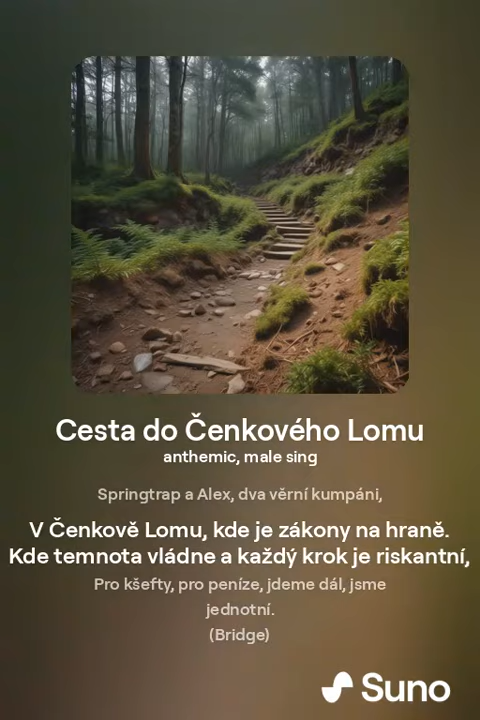 Cesta do Čenkového Lomu
anthemic, male sing
Springtrap a Alex, dva věrní kumpáni,
V Čenkově Lomu, kde je zákony na hraně.
Kde temnota vládne a každý krok je riskantní,
Pro kšefty, pro peníze, jdeme dál, jsme
jednotní.
(Bridge)
Suno